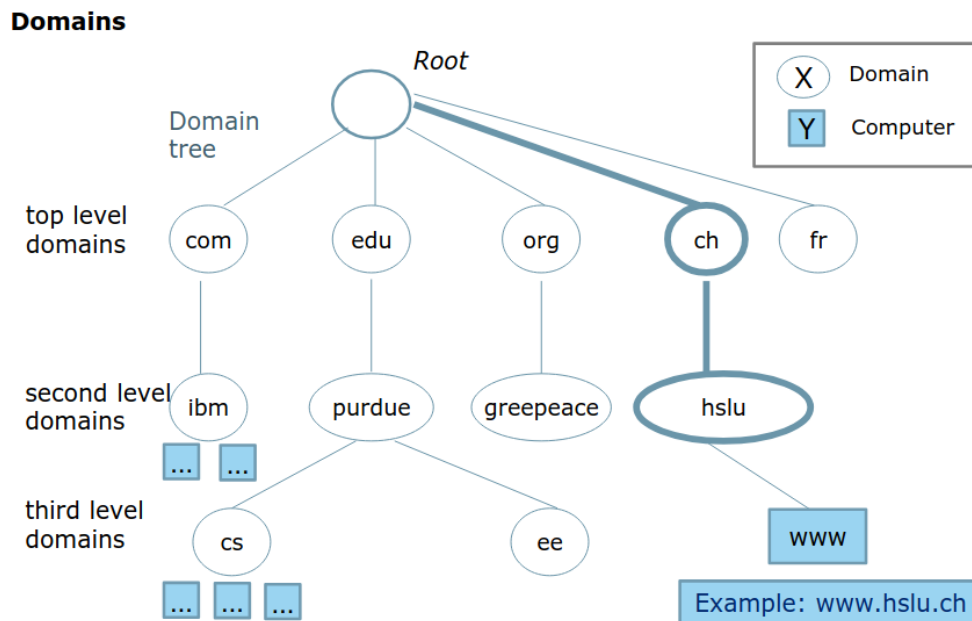 Domains
Root
X Domain
Y Computer
Domain
tree
top level
domains
com edu org ch fr
second level
domains
ibm purdue greepeace hslu
... ...
third level
domains
cs ee www
... ... ...
Example: www.hslu.ch